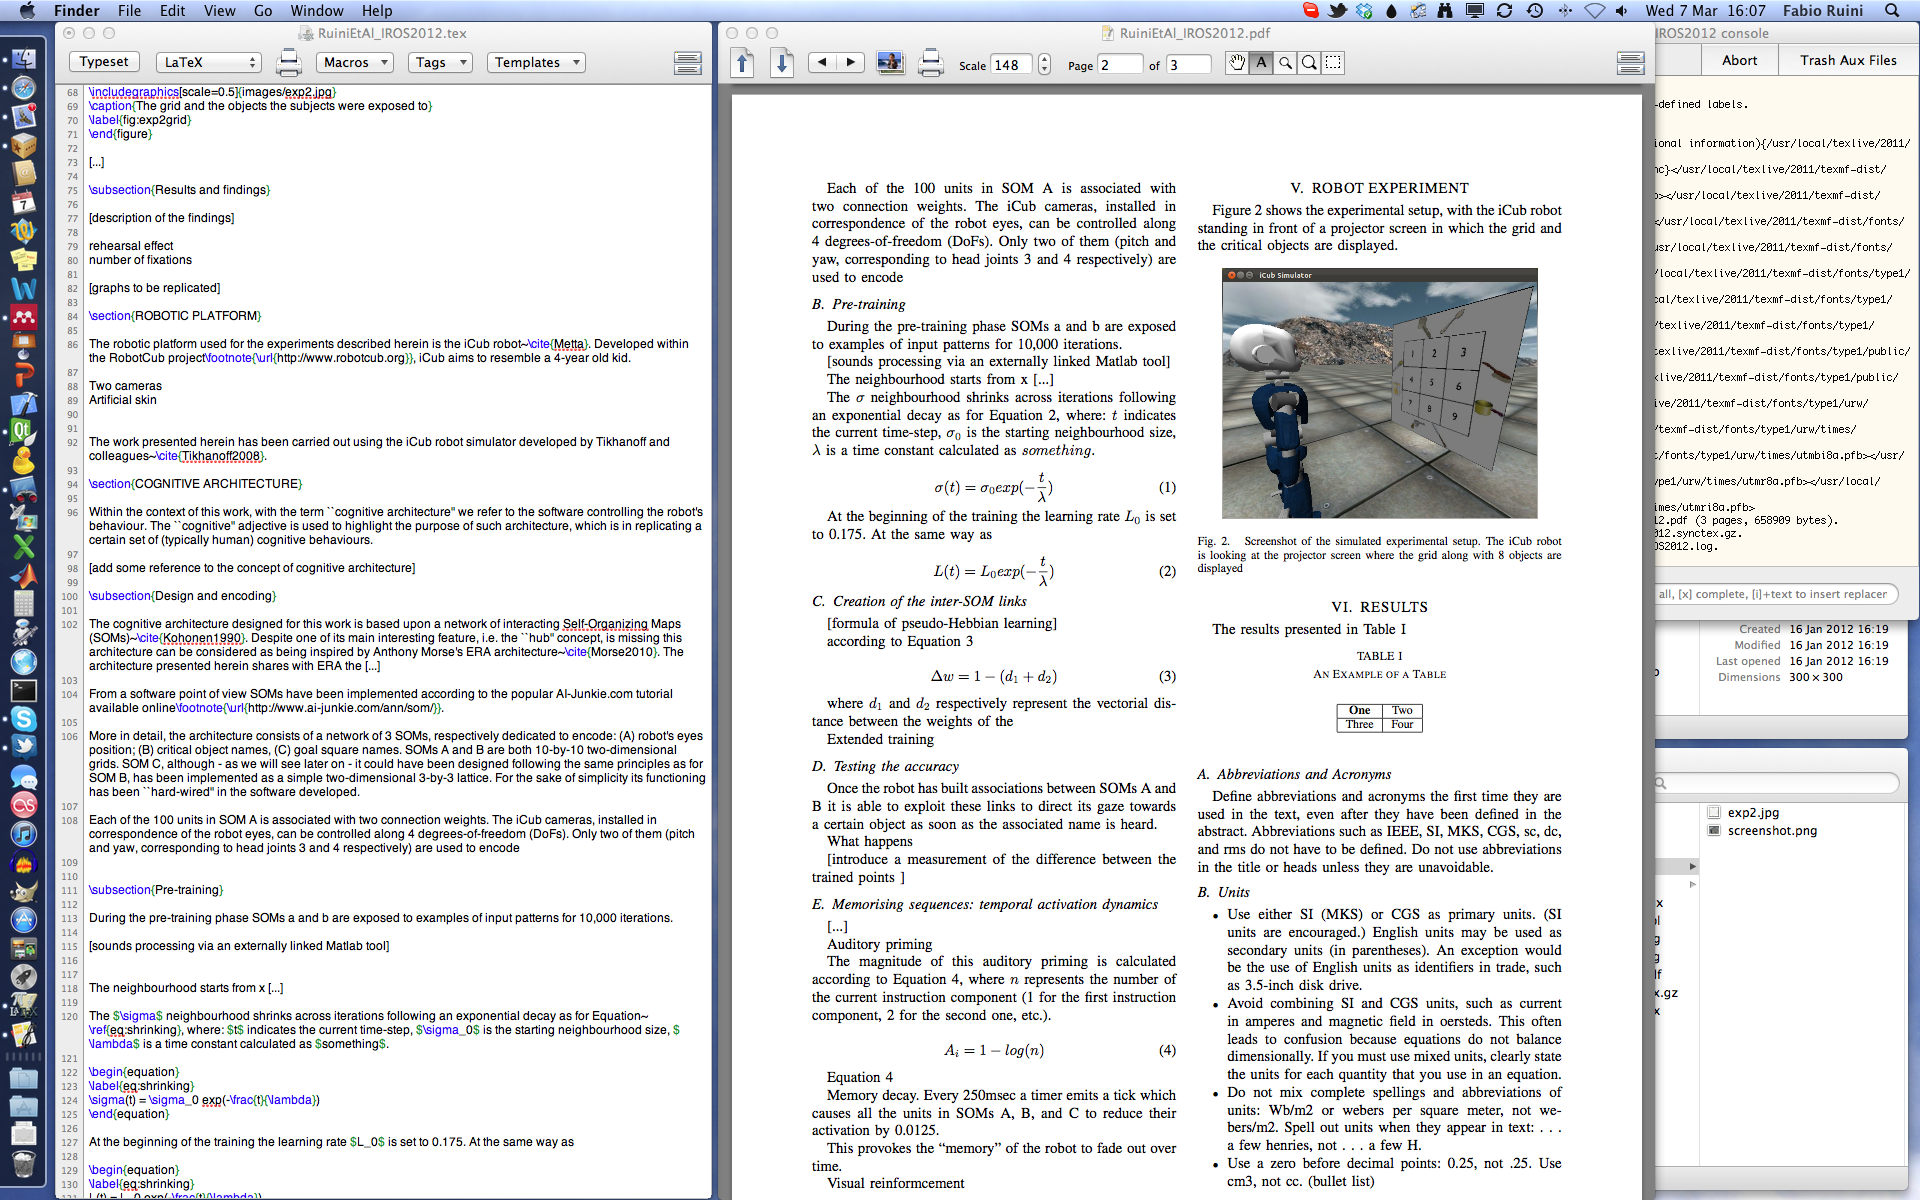 Finder File Edit View Go Window Help
Wed 7 Mar 16:07 Fabio Ruini
RuiniEtAl_IROS2012.tex
Typeset LaTeX Macros Tags Templates
68 \includegraphics[scale=0.5]{images/exp2.jpg}
69 \caption{The grid and the objects the subjects were exposed to}
70 \label{fig:exp2grid}
71 \end{figure}
72
73 [...]
74
75 \subsection{Results and findings}
76
77 [description of the findings]
78
79 rehearsal effect
80 number of fixations
81
82 [graphs to be replicated]
83
84 \section{ROBOTIC PLATFORM}
85
86 The robotic platform used for the experiments described herein is the iCub robot~\cite{Metta}. Developed within
the RobotCub project\footnote{\url{http://www.robotcub.org}}, iCub aims to resemble a 4-year old kid.
87
88 Two cameras
89 Artificial skin
90
91
92 The work presented herein has been carried out using the iCub robot simulator developed by Tikhanoff and
colleagues~\cite{Tikhanoff2008}.
93
94 \section{COGNITIVE ARCHITECTURE}
95
96 Within the context of this work, with the term ``cognitive architecture" we refer to the software controlling the robot's
behaviour. The ``cognitive" adjective is used to highlight the purpose of such architecture, which is in replicating a
certain set of (typically human) cognitive behaviours.
97
98 [add some reference to the concept of cognitive architecture]
99
100 \subsection{Design and encoding}
101
102 The cognitive architecture designed for this work is based upon a network of interacting Self-Organizing Maps
(SOMs)~\cite{Kohonen1990}. Despite one of its main interesting feature, i.e. the ``hub" concept, is missing this
architecture can be considered as being inspired by Anthony Morse's ERA architecture~\cite{Morse2010}. The
architecture presented herein shares with ERA the [...]
103
104 From a software point of view SOMs have been implemented according to the popular AI-Junkie.com tutorial
available online\footnote{\url{http://www.ai-junkie.com/ann/som/}}.
105
106 More in detail, the architecture consists of a network of 3 SOMs, respectively dedicated to encode: (A) robot's eyes
position; (B) critical object names, (C) goal square names. SOMs A and B are both 10-by-10 two-dimensional
grids. SOM C, although - as we will see later on - it could have been designed following the same principles as for
SOM B, has been implemented as a simple two-dimensional 3-by-3 lattice. For the sake of simplicity its functioning
has been ``hard-wired" in the software developed.
107
108 Each of the 100 units in SOM A is associated with two connection weights. The iCub cameras, installed in
correspondence of the robot eyes, can be controlled along 4 degrees-of-freedom (DoFs). Only two of them (pitch
and yaw, corresponding to head joints 3 and 4 respectively) are used to encode
109
110
111 \subsection{Pre-training}
112
113 During the pre-training phase SOMs a and b are exposed to examples of input patterns for 10,000 iterations.
114
115 [sounds processing via an externally linked Matlab tool]
116
117
118 The neighbourhood starts from x [...]
119
120 The $\sigma$ neighbourhood shrinks across iterations following an exponential decay as for Equation~
\ref{eq:shrinking}, where: $t$ indicates the current time-step, $\sigma_0$ is the starting neighbourhood size, $
\lambda$ is a time constant calculated as $something$.
121
122 \begin{equation}
123 \label{eq:shrinking}
124 \sigma(t) = \sigma_0 exp(-\frac{t}{\lambda})
125 \end{equation}
126
127 At the beginning of the training the learning rate $L_0$ is set to 0.175. At the same way as
128
129 \begin{equation}
130 \label{eq:shrinking}
RuiniEtAl_IROS2012.pdf
Scale 148 Page 2 of 3
Each of the 100 units in SOM A is associated with
two connection weights. The iCub cameras, installed in
correspondence of the robot eyes, can be controlled along
4 degrees-of-freedom (DoFs). Only two of them (pitch and
yaw, corresponding to head joints 3 and 4 respectively) are
used to encode
B. Pre-training
During the pre-training phase SOMs a and b are exposed
to examples of input patterns for 10,000 iterations.
[sounds processing via an externally linked Matlab tool]
The neighbourhood starts from x [...]
The σ neighbourhood shrinks across iterations following
an exponential decay as for Equation 2, where: t indicates
the current time-step, σ0 is the starting neighbourhood size,
λ is a time constant calculated as something.
σ(t) = σ0exp(−t/λ) (1)
At the beginning of the training the learning rate L0 is set
to 0.175. At the same way as
L(t) = L0exp(−t/λ) (2)
C. Creation of the inter-SOM links
[formula of pseudo-Hebbian learning]
according to Equation 3
Δw = 1 − (d1 + d2) (3)
where d1 and d2 respectively represent the vectorial dis-
tance between the weights of the
Extended training
D. Testing the accuracy
Once the robot has built associations between SOMs A and
B it is able to exploit these links to direct its gaze towards
a certain object as soon as the associated name is heard.
What happens
[introduce a measurement of the difference between the
trained points ]
E. Memorising sequences: temporal activation dynamics
[...]
Auditory priming
The magnitude of this auditory priming is calculated
according to Equation 4, where n represents the number of
the current instruction component (1 for the first instruction
component, 2 for the second one, etc.).
Ai = 1 − log(n) (4)
Equation 4
Memory decay. Every 250msec a timer emits a tick which
causes all the units in SOMs A, B, and C to reduce their
activation by 0.0125.
This provokes the “memory” of the robot to fade out over
time.
Visual reinformcement
V. ROBOT EXPERIMENT
Figure 2 shows the experimental setup, with the iCub robot
standing in front of a projector screen in which the grid and
the critical objects are displayed.
iCub Simulator
1 2 3
4 5 6
7 8 9
Fig. 2. Screenshot of the simulated experimental setup. The iCub robot
is looking at the projector screen where the grid along with 8 objects are
displayed
VI. RESULTS
The results presented in Table I
TABLE I
AN EXAMPLE OF A TABLE
One Two
Three Four
A. Abbreviations and Acronyms
Define abbreviations and acronyms the first time they are
used in the text, even after they have been defined in the
abstract. Abbreviations such as IEEE, SI, MKS, CGS, sc, dc,
and rms do not have to be defined. Do not use abbreviations
in the title or heads unless they are unavoidable.
B. Units
• Use either SI (MKS) or CGS as primary units. (SI
units are encouraged.) English units may be used as
secondary units (in parentheses). An exception would
be the use of English units as identifiers in trade, such
as 3.5-inch disk drive.
• Avoid combining SI and CGS units, such as current
in amperes and magnetic field in oersteds. This often
leads to confusion because equations do not balance
dimensionally. If you must use mixed units, clearly state
the units for each quantity that you use in an equation.
• Do not mix complete spellings and abbreviations of
units: Wb/m2 or webers per square meter, not we-
bers/m2. Spell out units when they appear in text: . . .
a few henries, not . . . a few H.
• Use a zero before decimal points: 0.25, not .25. Use
cm3, not cc. (bullet list)
IROS2012 console
Abort Trash Aux Files
-defined labels.
ional information){/usr/local/texlive/2011/
nc}</usr/local/texlive/2011/texmf-dist/
></usr/local/texlive/2011/texmf-dist/
/usr/local/texlive/2011/texmf-dist/fonts/
usr/local/texlive/2011/texmf-dist/fonts/
/local/texlive/2011/texmf-dist/fonts/type1/
cal/texlive/2011/texmf-dist/fonts/type1/
/texlive/2011/texmf-dist/fonts/type1/
texlive/2011/texmf-dist/fonts/type1/public/
xlive/2011/texmf-dist/fonts/type1/public/
ve/2011/texmf-dist/fonts/type1/urw/
/texmf-dist/fonts/type1/urw/times/
t/fonts/type1/urw/times/utmbi8a.pfb></usr/
ype1/urw/times/utmr8a.pfb></usr/local/
imes/utmri8a.pfb>
12.pdf (3 pages, 658909 bytes).
012.synctex.gz.
OS2012.log.
all, [x] complete, [i]+text to insert replacer
Created 16 Jan 2012 16:19
Modified 16 Jan 2012 16:19
Last opened 16 Jan 2012 16:19
Dimensions 300 × 300
exp2.jpg
screenshot.png
x.gz